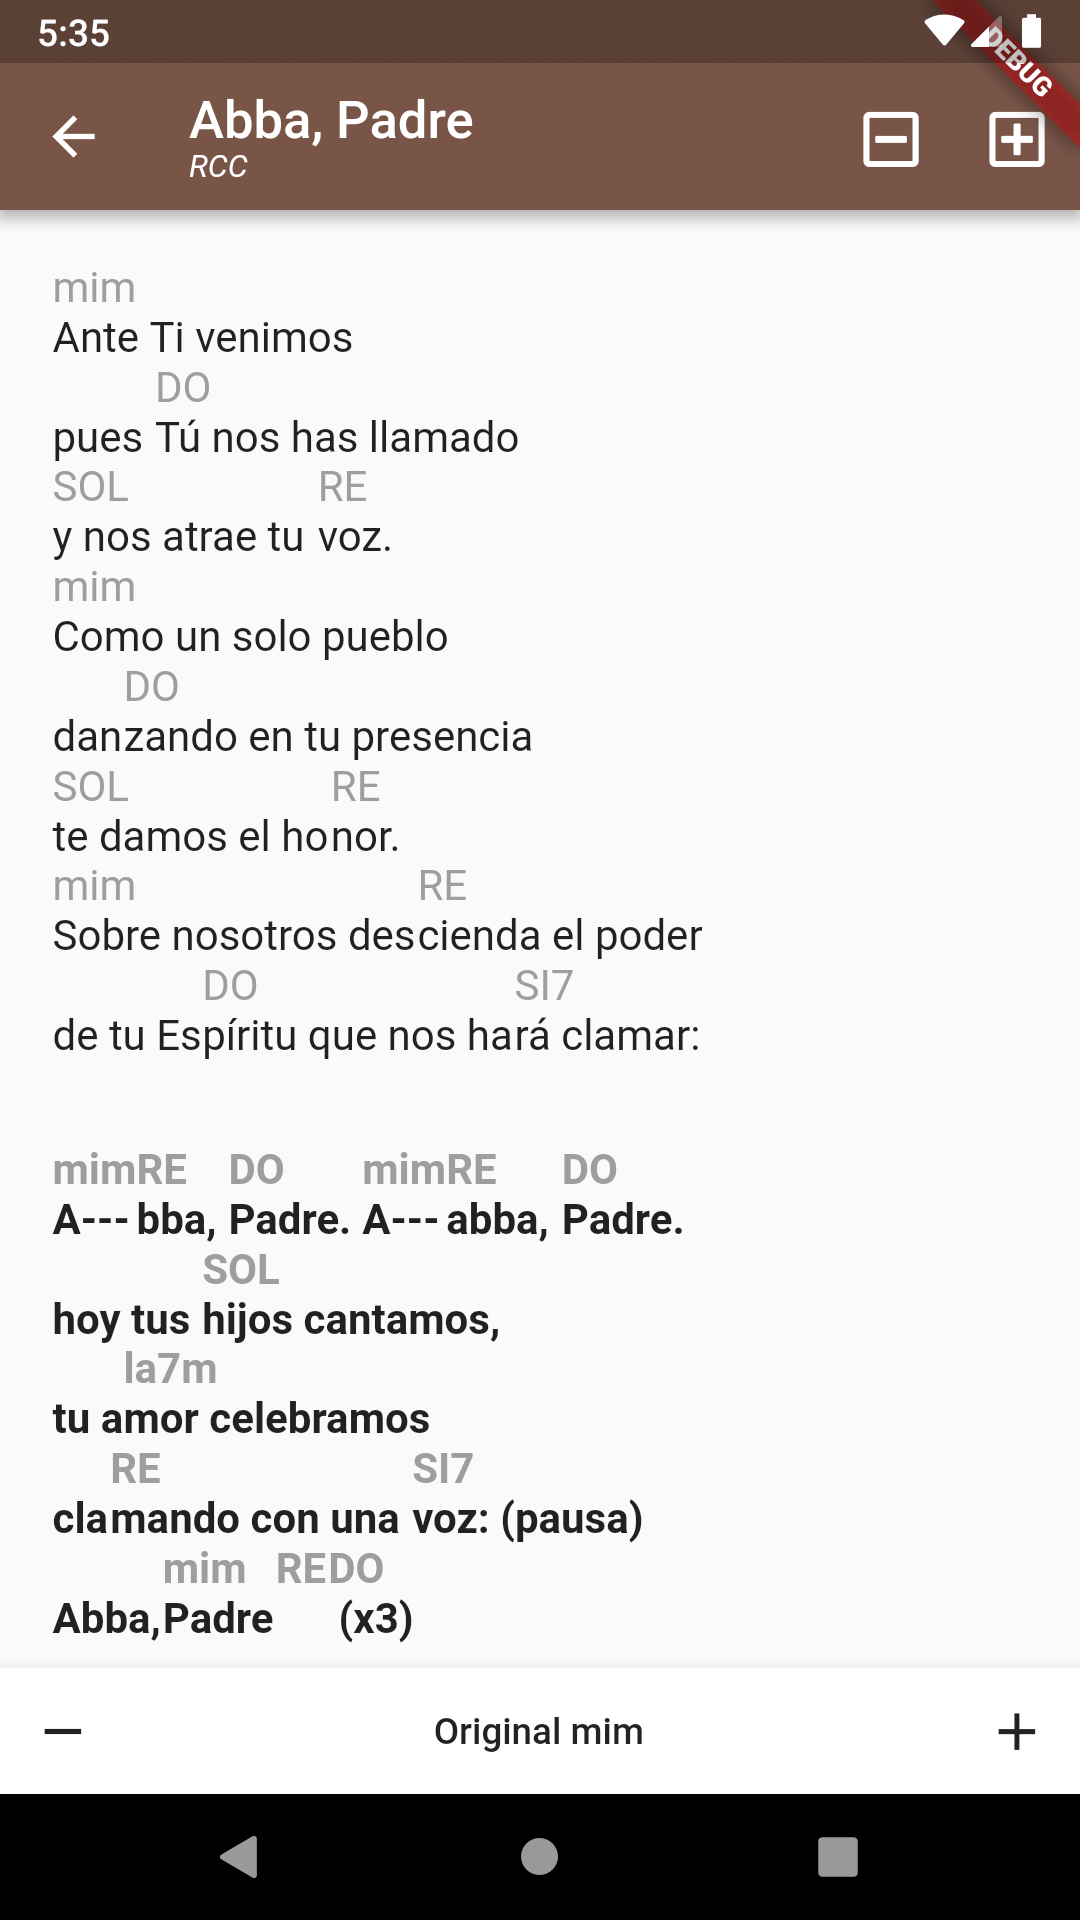 5:35
DEBUG
Abba, Padre
RCC
mim
Ante Ti venimos
DO
pues Tú nos has llamado
SOL RE
y nos atrae tu voz.
mim
Como un solo pueblo
DO
danzando en tu presencia
SOL RE
te damos el honor.
mim RE
Sobre nosotros descienda el poder
DO SI7
de tu Espíritu que nos hará clamar:
mimRE DO mimRE DO
A--- bba, Padre. A--- abba, Padre.
SOL
hoy tus hijos cantamos,
la7m
tu amor celebramos
RE SI7
clamando con una voz: (pausa)
mim REDO
Abba,Padre (x3)
Original mim